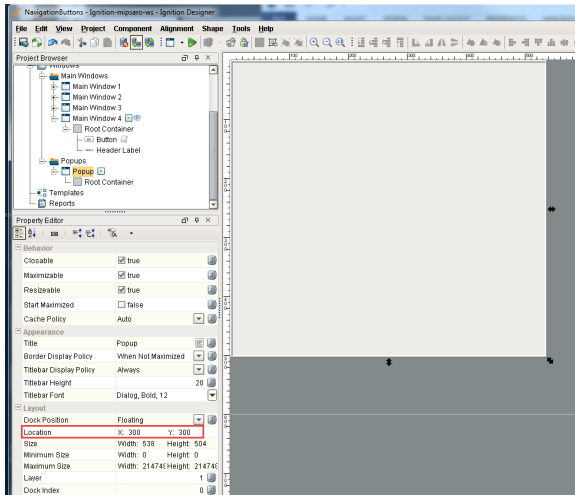 NavigationButtons - Ignition-mipsaro-ws - Ignition Designer
File Edit View Project Component Alignment Shape Tools Help
Project Browser
Windows
Main Windows
Main Window 1
Main Window 2
Main Window 3
Main Window 4
Root Container
Button
Header Label
Popups
Popup
Root Container
Templates
Reports
Property Editor
Behavior
Closable true
Maximizable true
Resizeable true
Start Maximized false
Cache Policy Auto
Appearance
Title Popup
Border Display Policy When Not Maximized
Titlebar Display Policy Always
Titlebar Height 20
Titlebar Font Dialog, Bold, 12
Layout
Dock Position Floating
Location X: 300 Y: 300
Size Width: 538 Height: 504
Minimum Size Width: 0 Height: 0
Maximum Size Width: 21474 Height: 21474
Layer 1
Dock Index 0